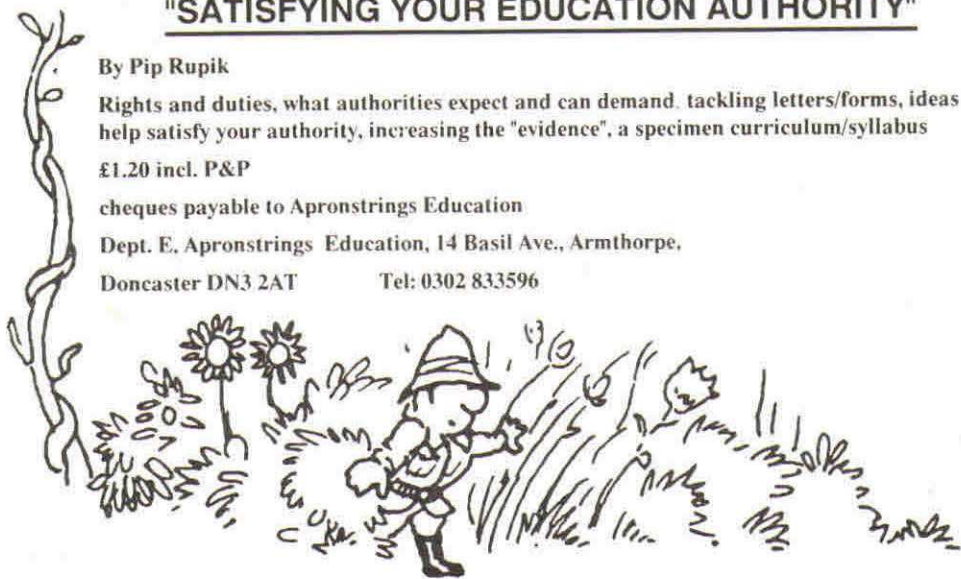 "SATISFYING YOUR EDUCATION AUTHORITY"
By Pip Rupik
Rights and duties, what authorities expect and can demand. tackling letters/forms, ideas
help satisfy your authority, increasing the "evidence", a specimen curriculum/syllabus
£1.20 incl. P&P
cheques payable to Apronstrings Education
Dept. E, Apronstrings Education, 14 Basil Ave., Armthorpe,
Doncaster DN3 2AT Tel: 0302 833596